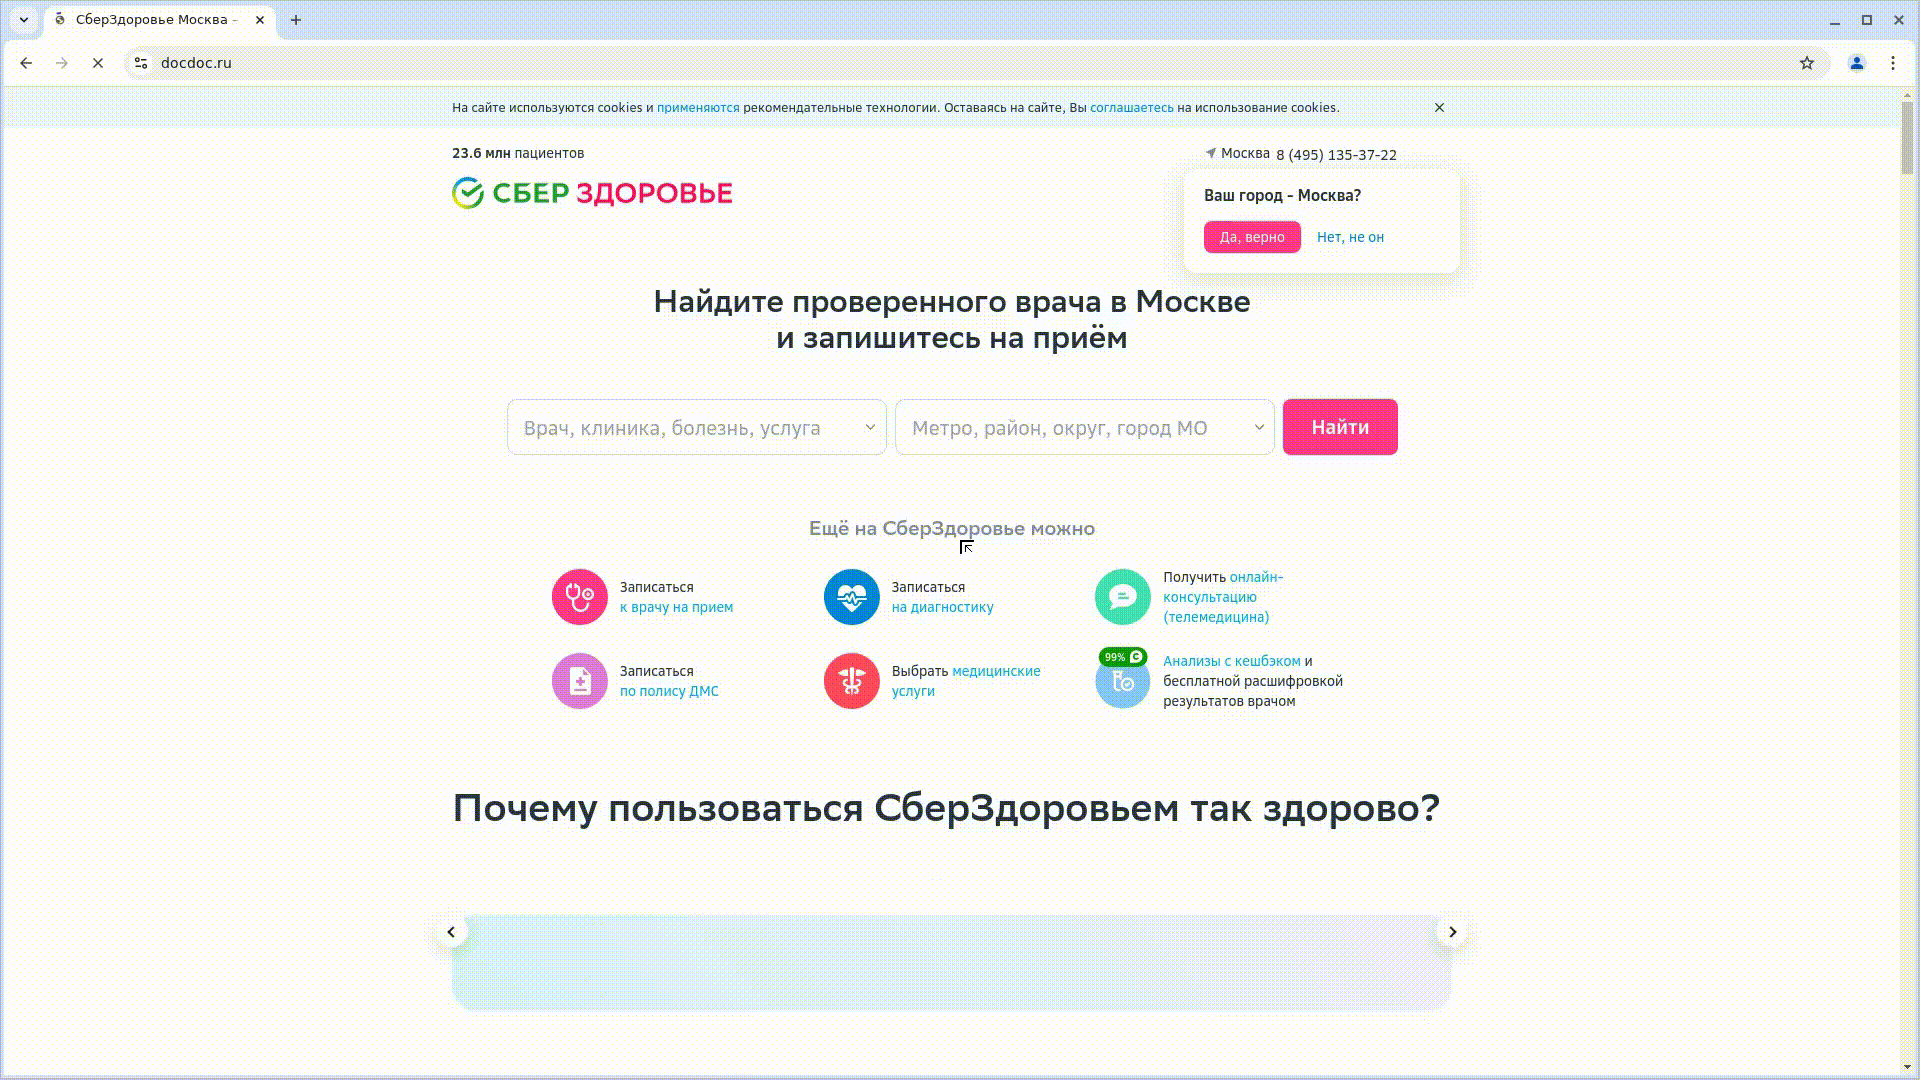 СберЗдоровье Москва -
docdoc.ru
На сайте используются cookies и применяются рекомендательные технологии. Оставаясь на сайте, Вы соглашаетесь на использование cookies.
23.6 млн пациентов
Москва 8 (495) 135-37-22
СБЕР ЗДОРОВЬЕ
Ваш город - Москва?
Да, верно Нет, не он
Найдите проверенного врача в Москве
и запишитесь на приём
Врач, клиника, болезнь, услуга
Метро, район, округ, город МО
Найти
Ещё на СберЗдоровье можно
Записаться
к врачу на прием
Записаться
на диагностику
Получить онлайн-
консультацию
(телемедицина)
Записаться
по полису ДМС
Выбрать медицинские
услуги
99%
Анализы с кешбэком и
бесплатной расшифровкой
результатов врачом
Почему пользоваться СберЗдоровьем так здорово?